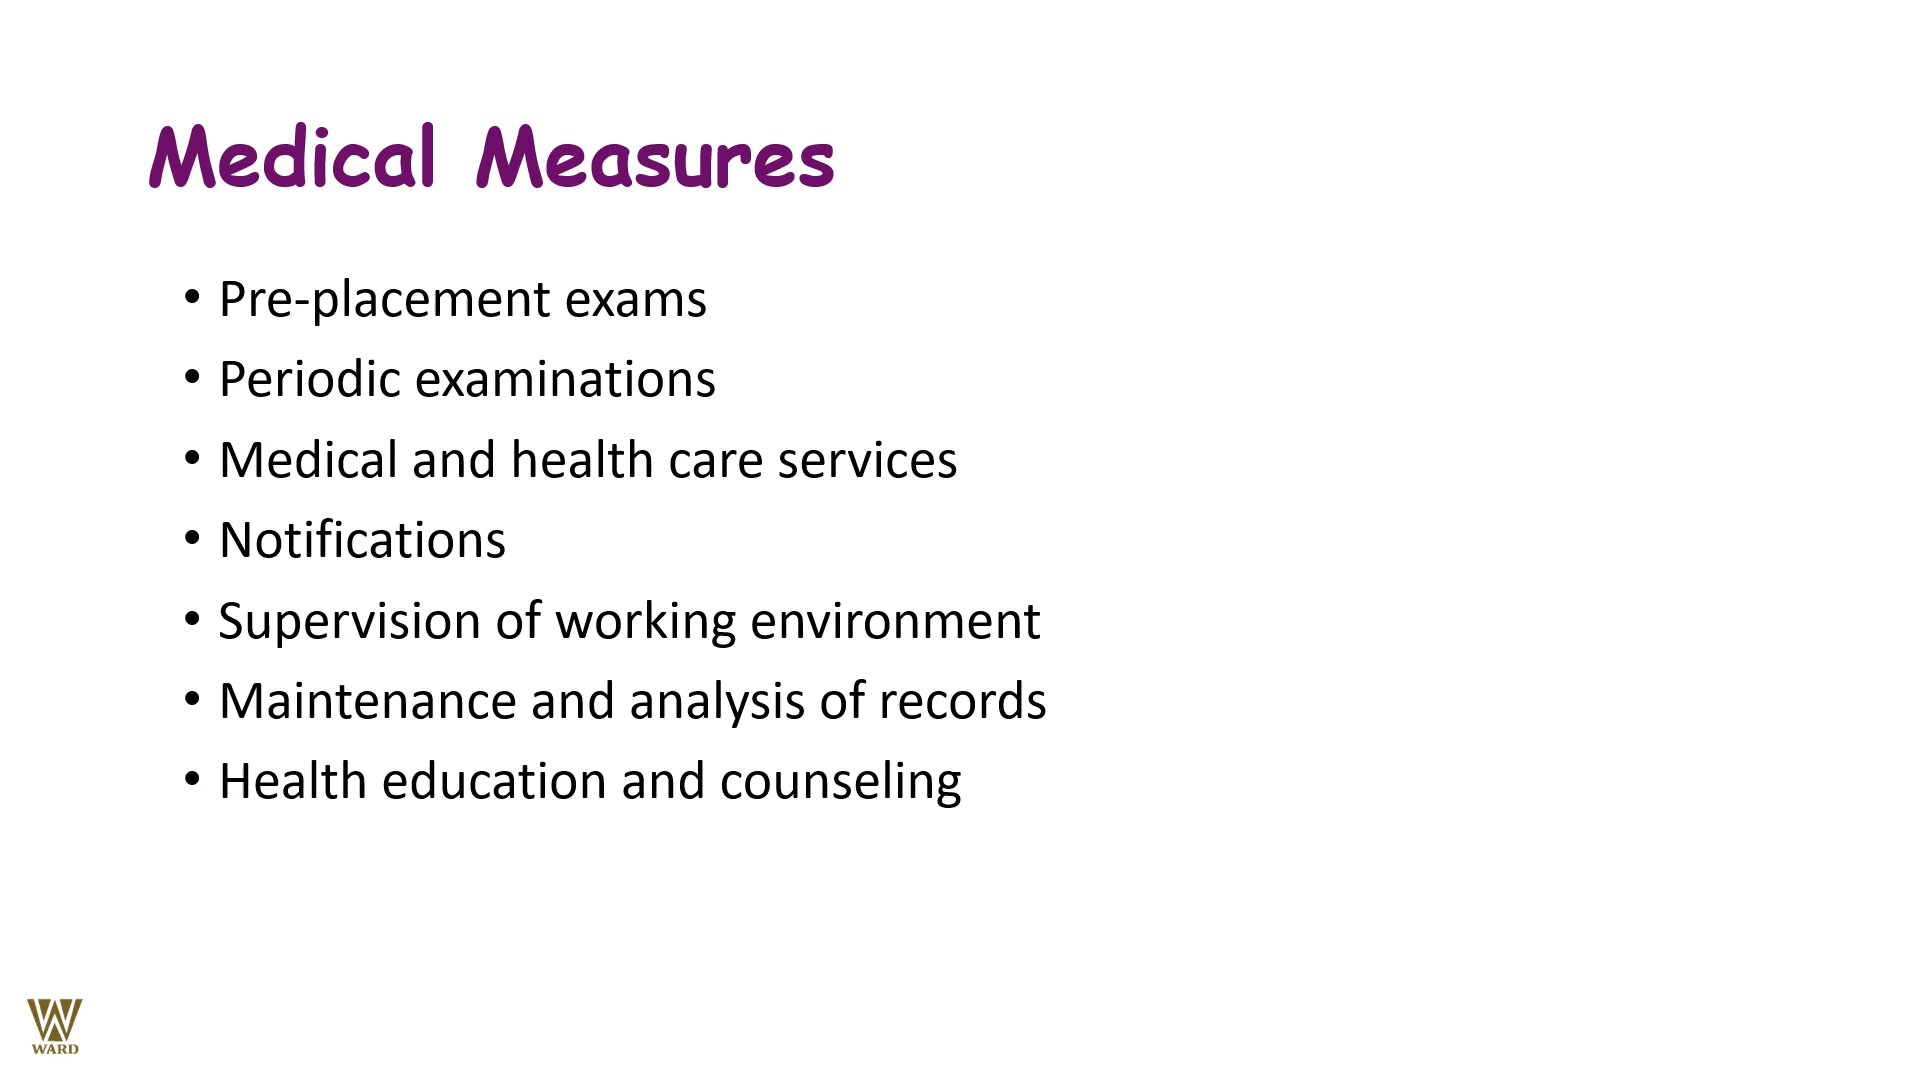 Medical Measures
• Pre-placement exams
• Periodic examinations
• Medical and health care services
• Notifications
• Supervision of working environment
• Maintenance and analysis of records
• Health education and counseling
WARD